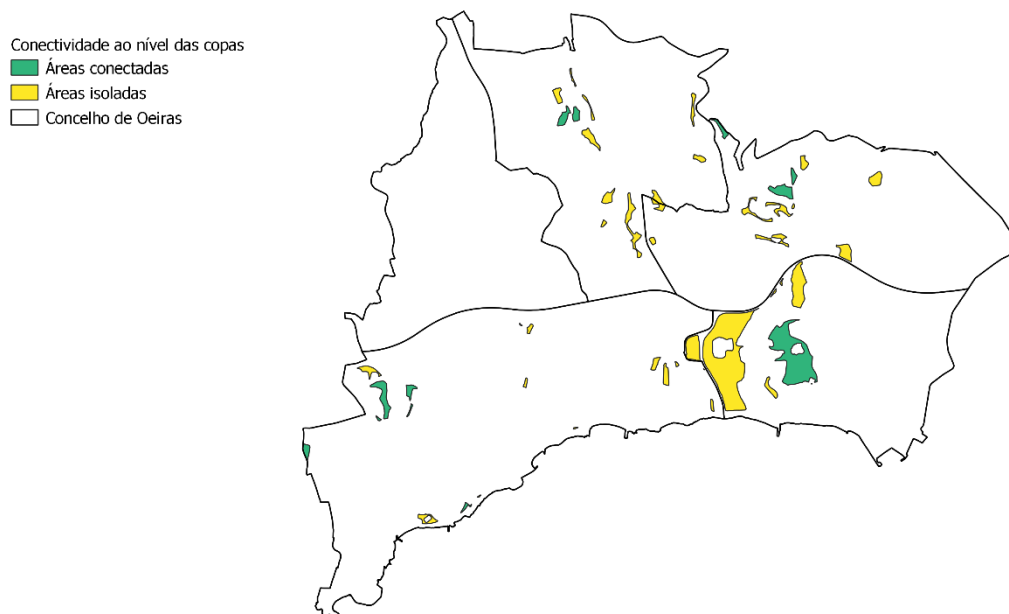 Conectividade ao nível das copas
Áreas conectadas
Áreas isoladas
Concelho de Oeiras